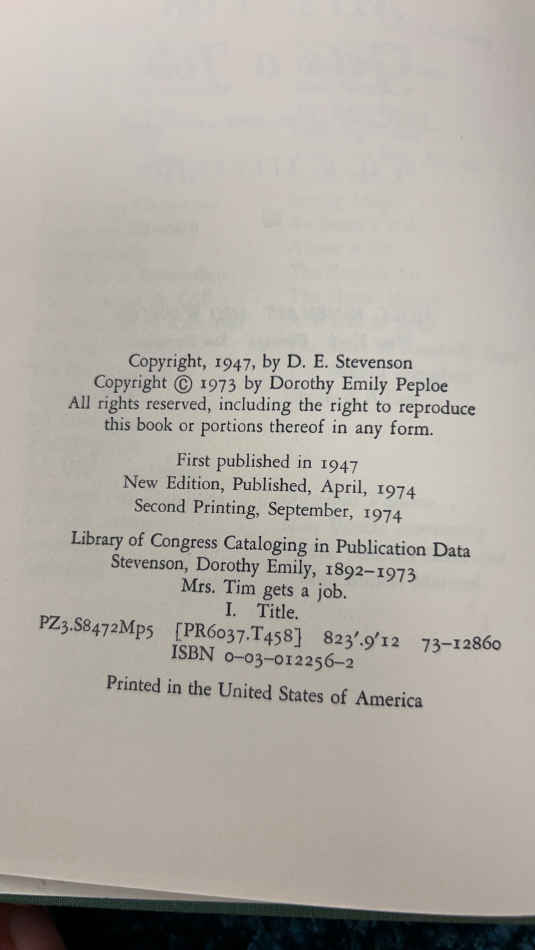 Copyright, 1947, by D. E. Stevenson
Copyright © 1973 by Dorothy Emily Peploe
All rights reserved, including the right to reproduce
this book or portions thereof in any form.
First published in 1947
New Edition, Published, April, 1974
Second Printing, September, 1974
Library of Congress Cataloging in Publication Data
Stevenson, Dorothy Emily, 1892–1973
Mrs. Tim gets a job.
I. Title.
PZ3.S8472Mp5 [PR6037.T458] 823′.9′12 73–12860
ISBN 0–03–012256–2
Printed in the United States of America